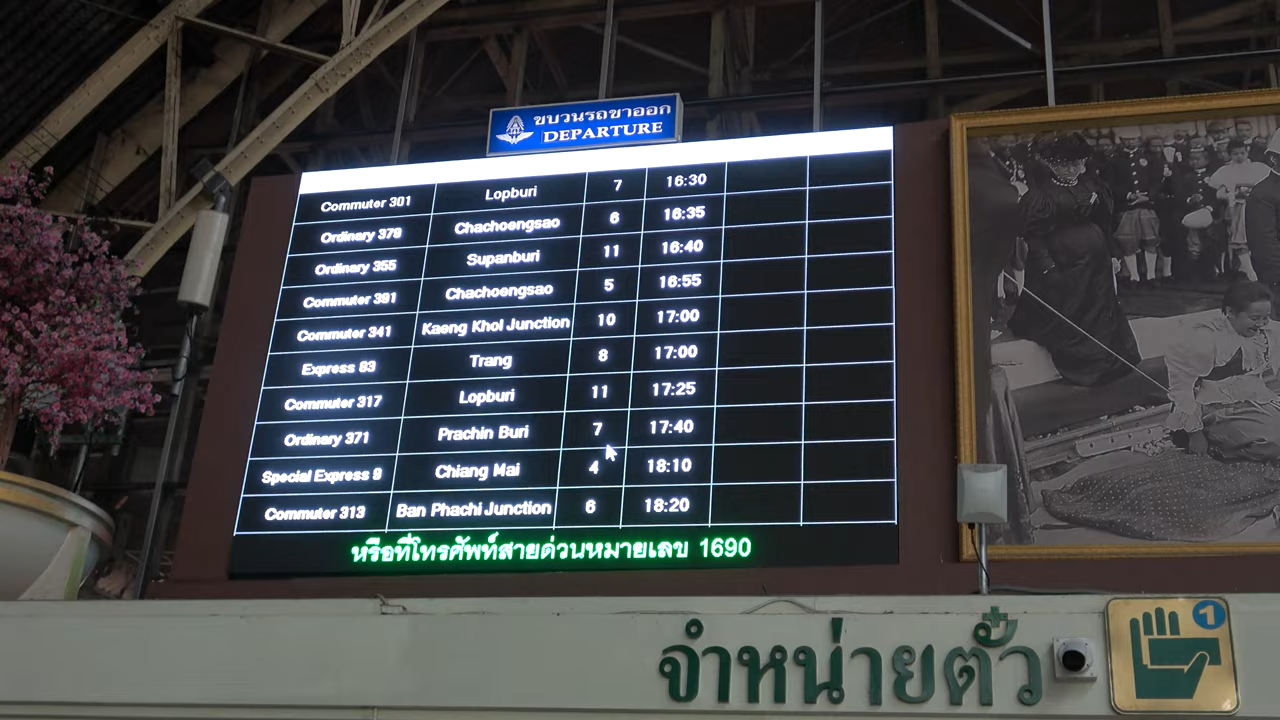 ขบวนรถขาออก
DEPARTURE
Commuter 301 Lopburi 7 16:30
Ordinary 379 Chachoengsao 6 16:35
Ordinary 355 Supanburi 11 16:40
Commuter 391 Chachoengsao 5 16:55
Commuter 341 Kaeng Khoi Junction 10 17:00
Express 83 Trang 8 17:00
Commuter 317 Lopburi 11 17:25
Ordinary 371 Prachin Buri 7 17:40
Special Express 9 Chiang Mai 4 18:10
Commuter 313 Ban Phachi Junction 6 18:20
หรือที่โทรศัพท์สายด่วนหมายเลข 1690
จำหน่ายตั๋ว
1